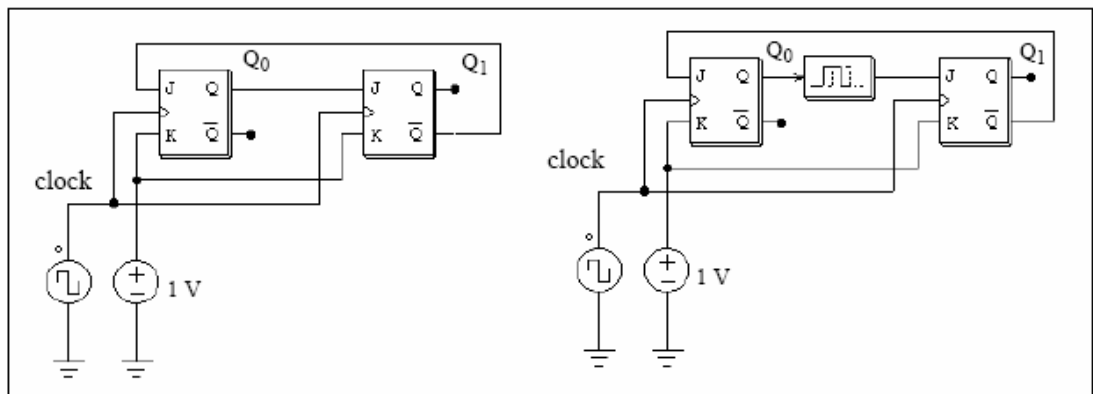 Q0 Q1
J Q J Q
K Q̅ K Q̅
clock
+
−
1 V
Q0 Q1
J Q J Q
K Q̅ K Q̅
clock
+
−
1 V